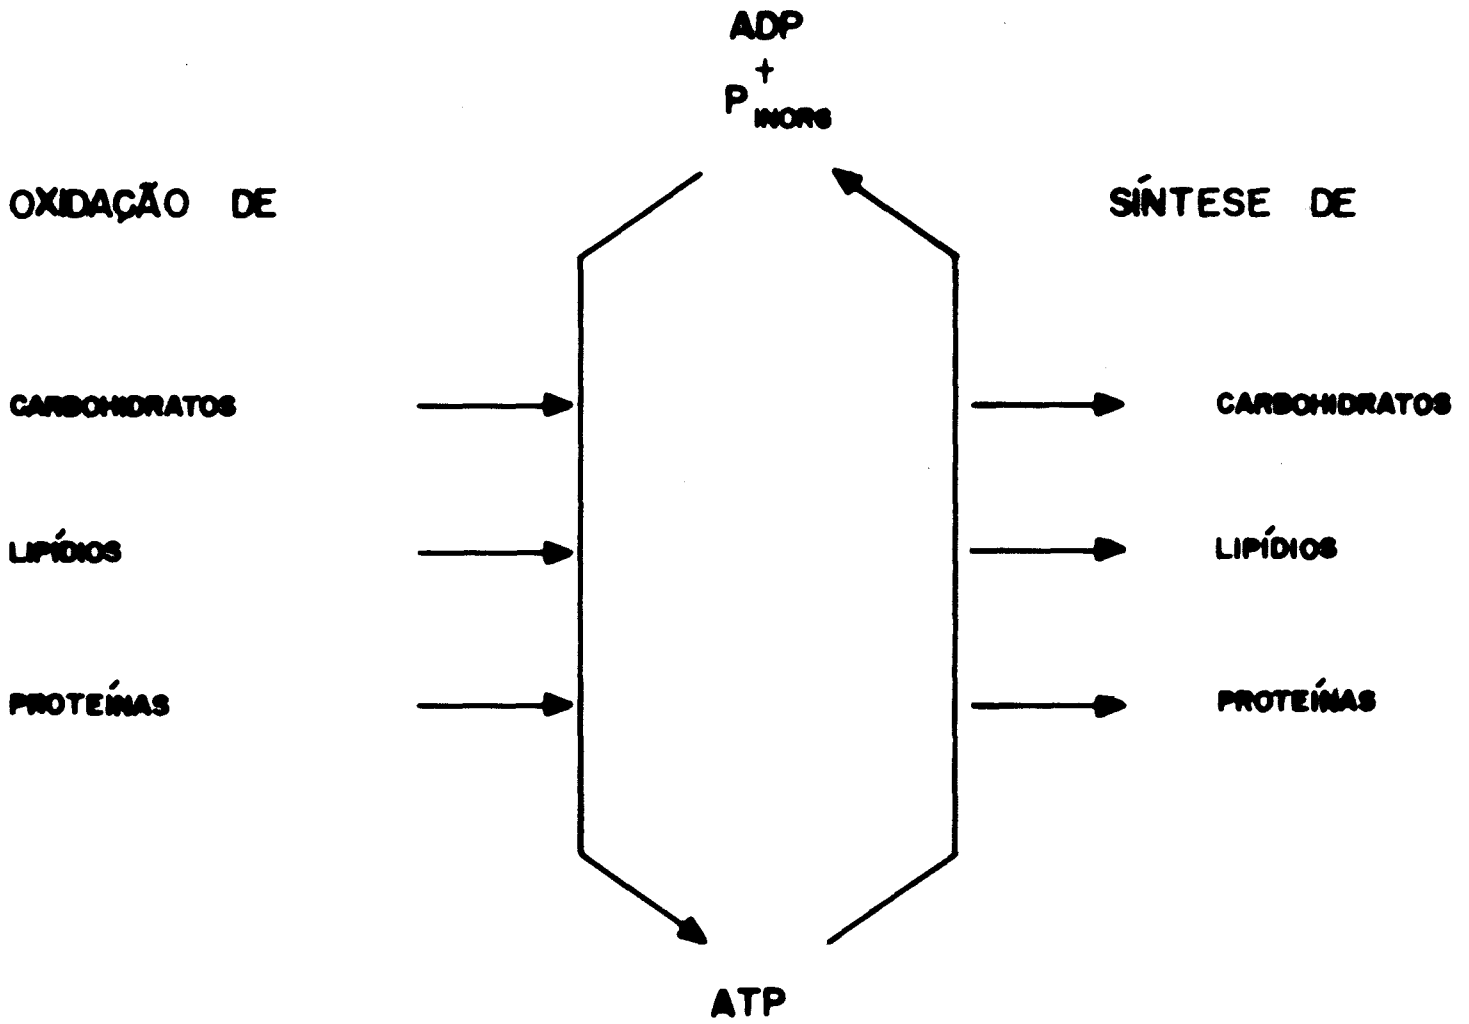 ADP
+
P INORG
OXIDAÇÃO DE
SÍNTESE DE
CARBOHIDRATOS
CARBOHIDRATOS
LIPÍDIOS
LIPÍDIOS
PROTEÍNAS
PROTEÍNAS
ATP